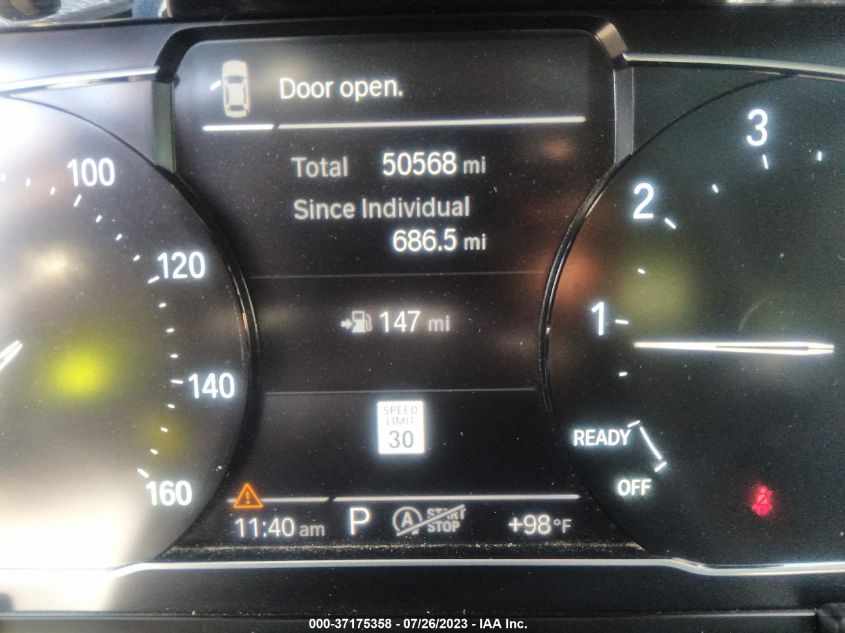 Door open.
Total 50568 mi
Since Individual
686.5 mi
147 mi
SPEED
LIMIT
30
11:40 am P A START
STOP +98°F
100
120
140
160
3
2
1
READY
OFF
000-37175358 - 07/26/2023 - IAA Inc.